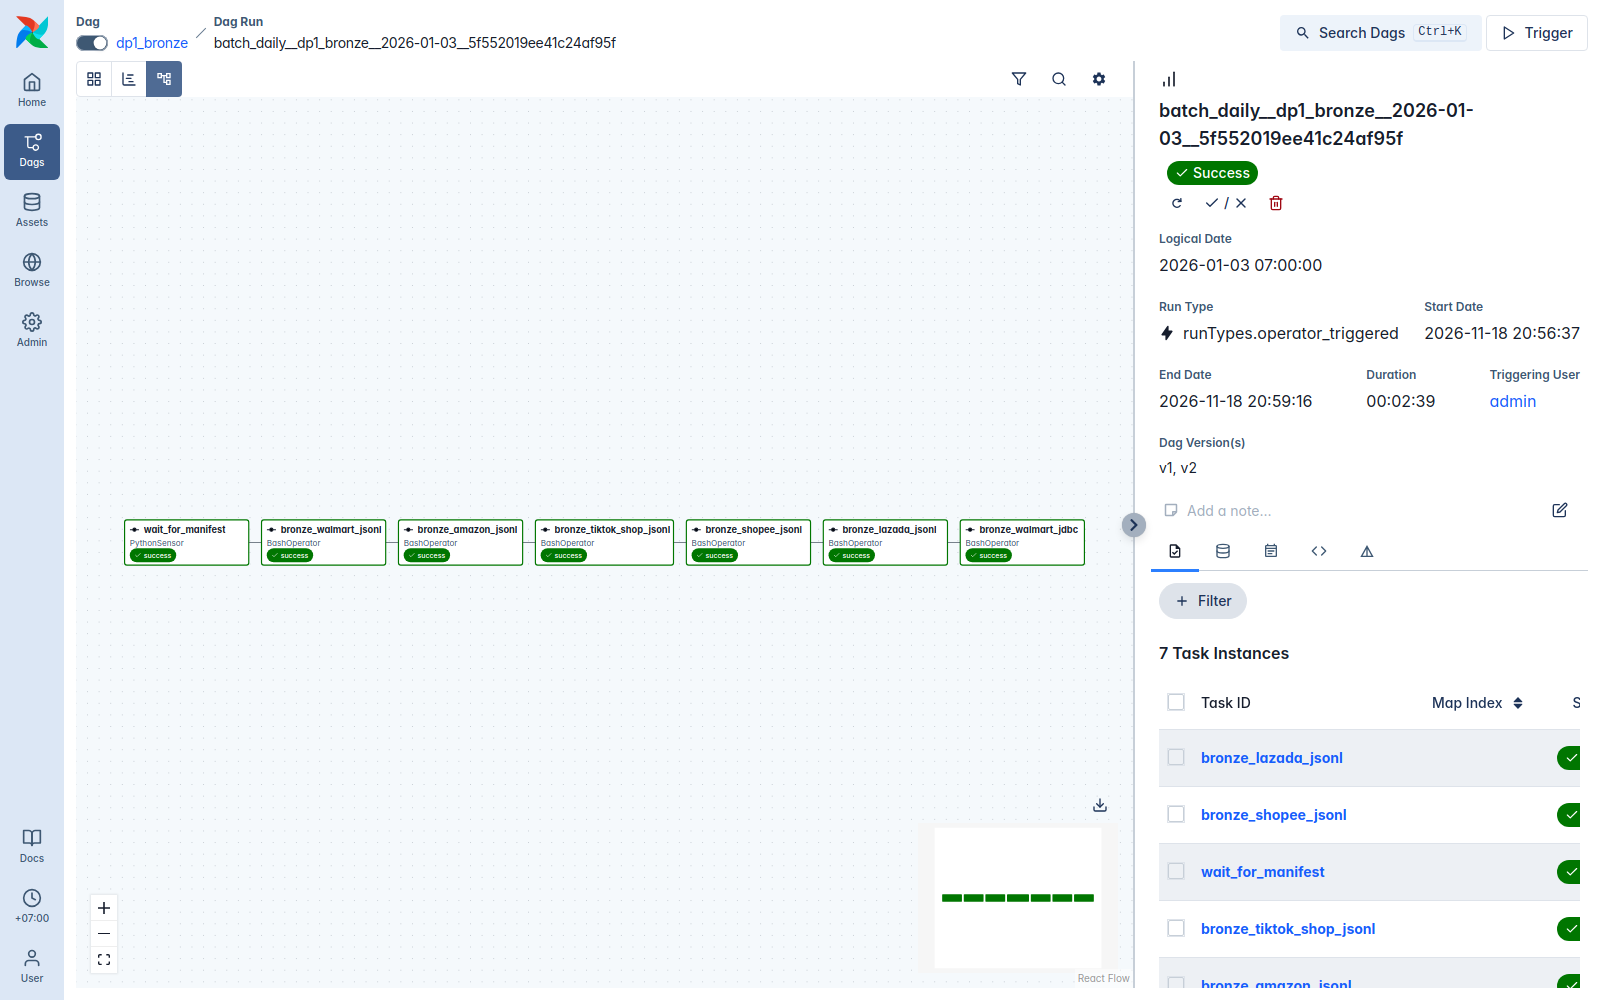 Dag
dp1_bronze
Dag Run
batch_daily__dp1_bronze__2026-01-03__5f552019ee41c24af95f
Search Dags Ctrl+K
Trigger
Home
Dags
Assets
Browse
Admin
Docs
+07:00
User
wait_for_manifest
PythonSensor
success
bronze_walmart_jsonl
BashOperator
success
bronze_amazon_jsonl
BashOperator
success
bronze_tiktok_shop_jsonl
BashOperator
success
bronze_shopee_jsonl
BashOperator
success
bronze_lazada_jsonl
BashOperator
success
bronze_walmart_jdbc
BashOperator
success
React Flow
batch_daily__dp1_bronze__2026-01-
03__5f552019ee41c24af95f
Success
/
Logical Date
2026-01-03 07:00:00
Run Type
runTypes.operator_triggered
Start Date
2026-11-18 20:56:37
End Date
2026-11-18 20:59:16
Duration
00:02:39
Triggering User
admin
Dag Version(s)
v1, v2
Add a note...
Filter
7 Task Instances
Task ID
Map Index
S
bronze_lazada_jsonl
bronze_shopee_jsonl
wait_for_manifest
bronze_tiktok_shop_jsonl
bronze_amazon_jsonl